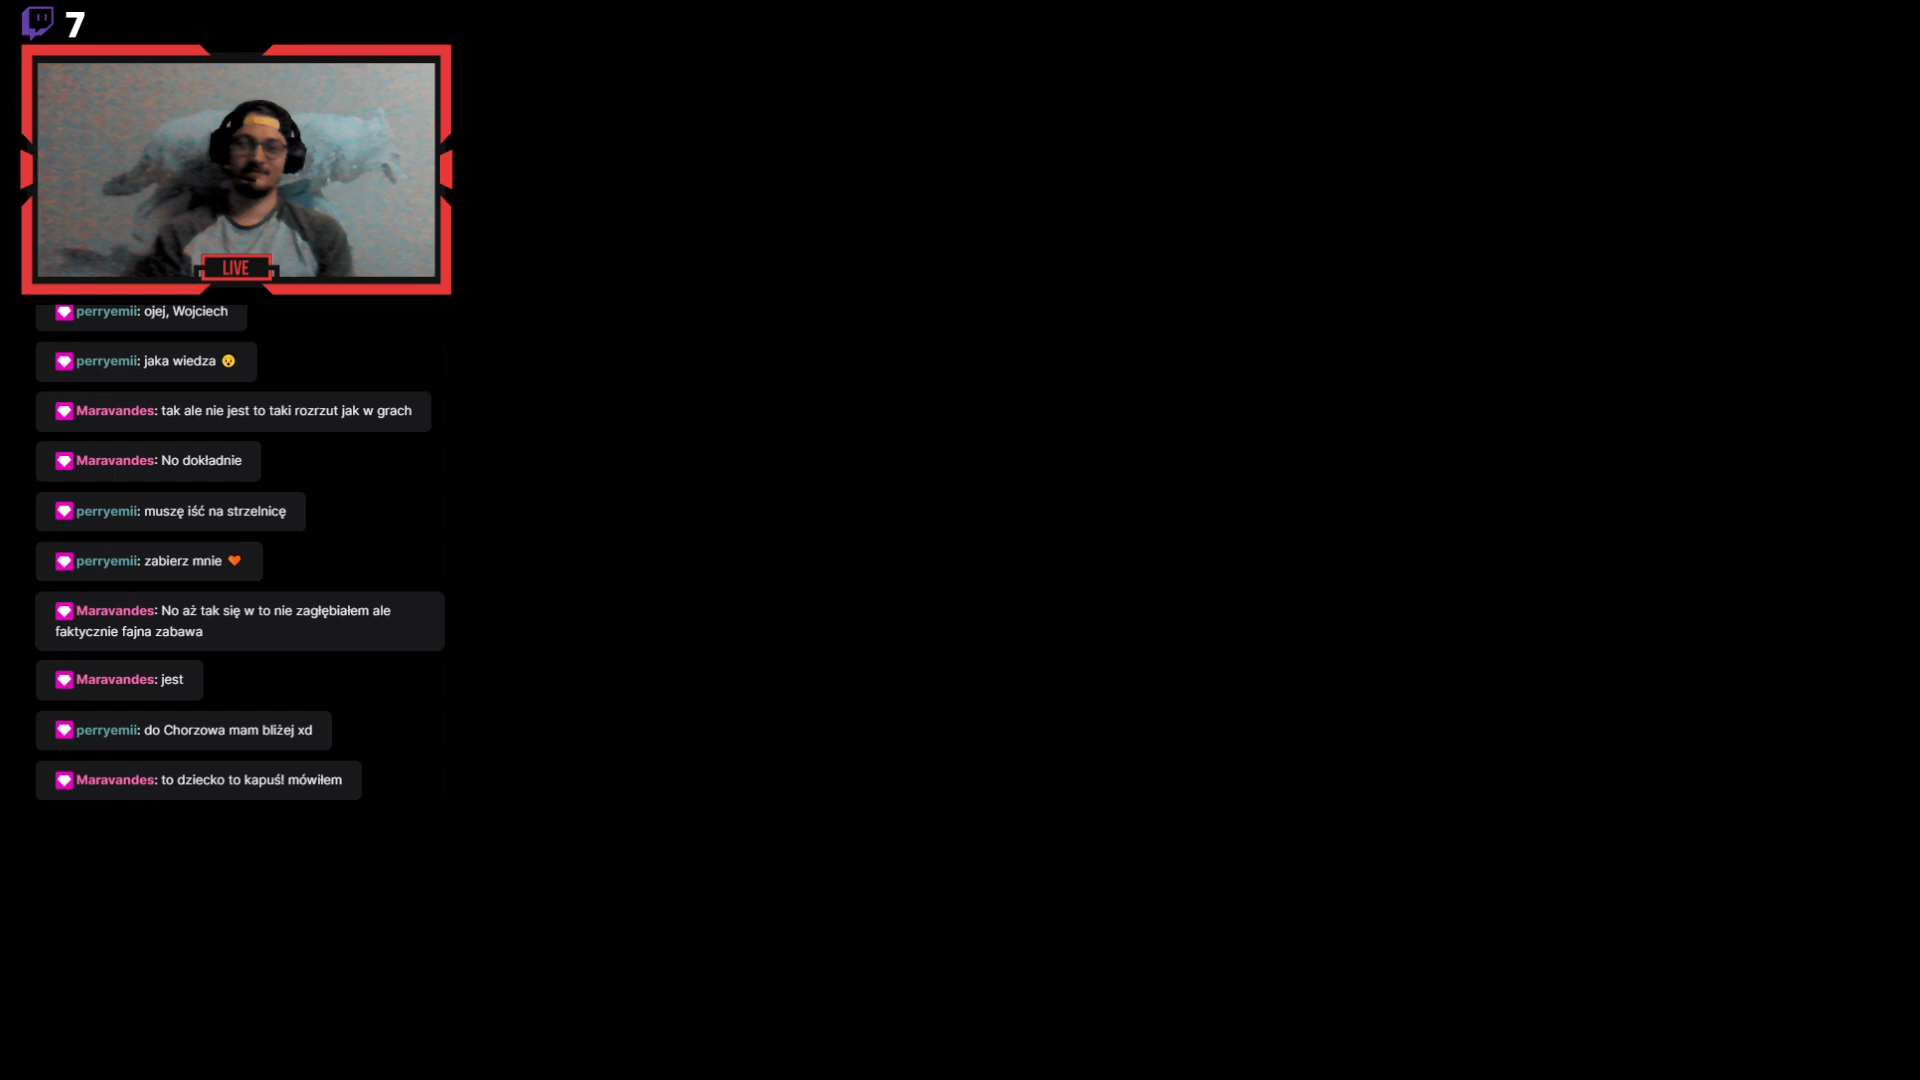 7
LIVE
perryemii: ojej, Wojciech
perryemii: jaka wiedza 😮
Maravandes: tak ale nie jest to taki rozrzut jak w grach
Maravandes: No dokładnie
perryemii: muszę iść na strzelnicę
perryemii: zabierz mnie 🧡
Maravandes: No aż tak się w to nie zagłębiałem ale
faktycznie fajna zabawa
Maravandes: jest
perryemii: do Chorzowa mam bliżej xd
Maravandes: to dziecko to kapuś! mówiłem